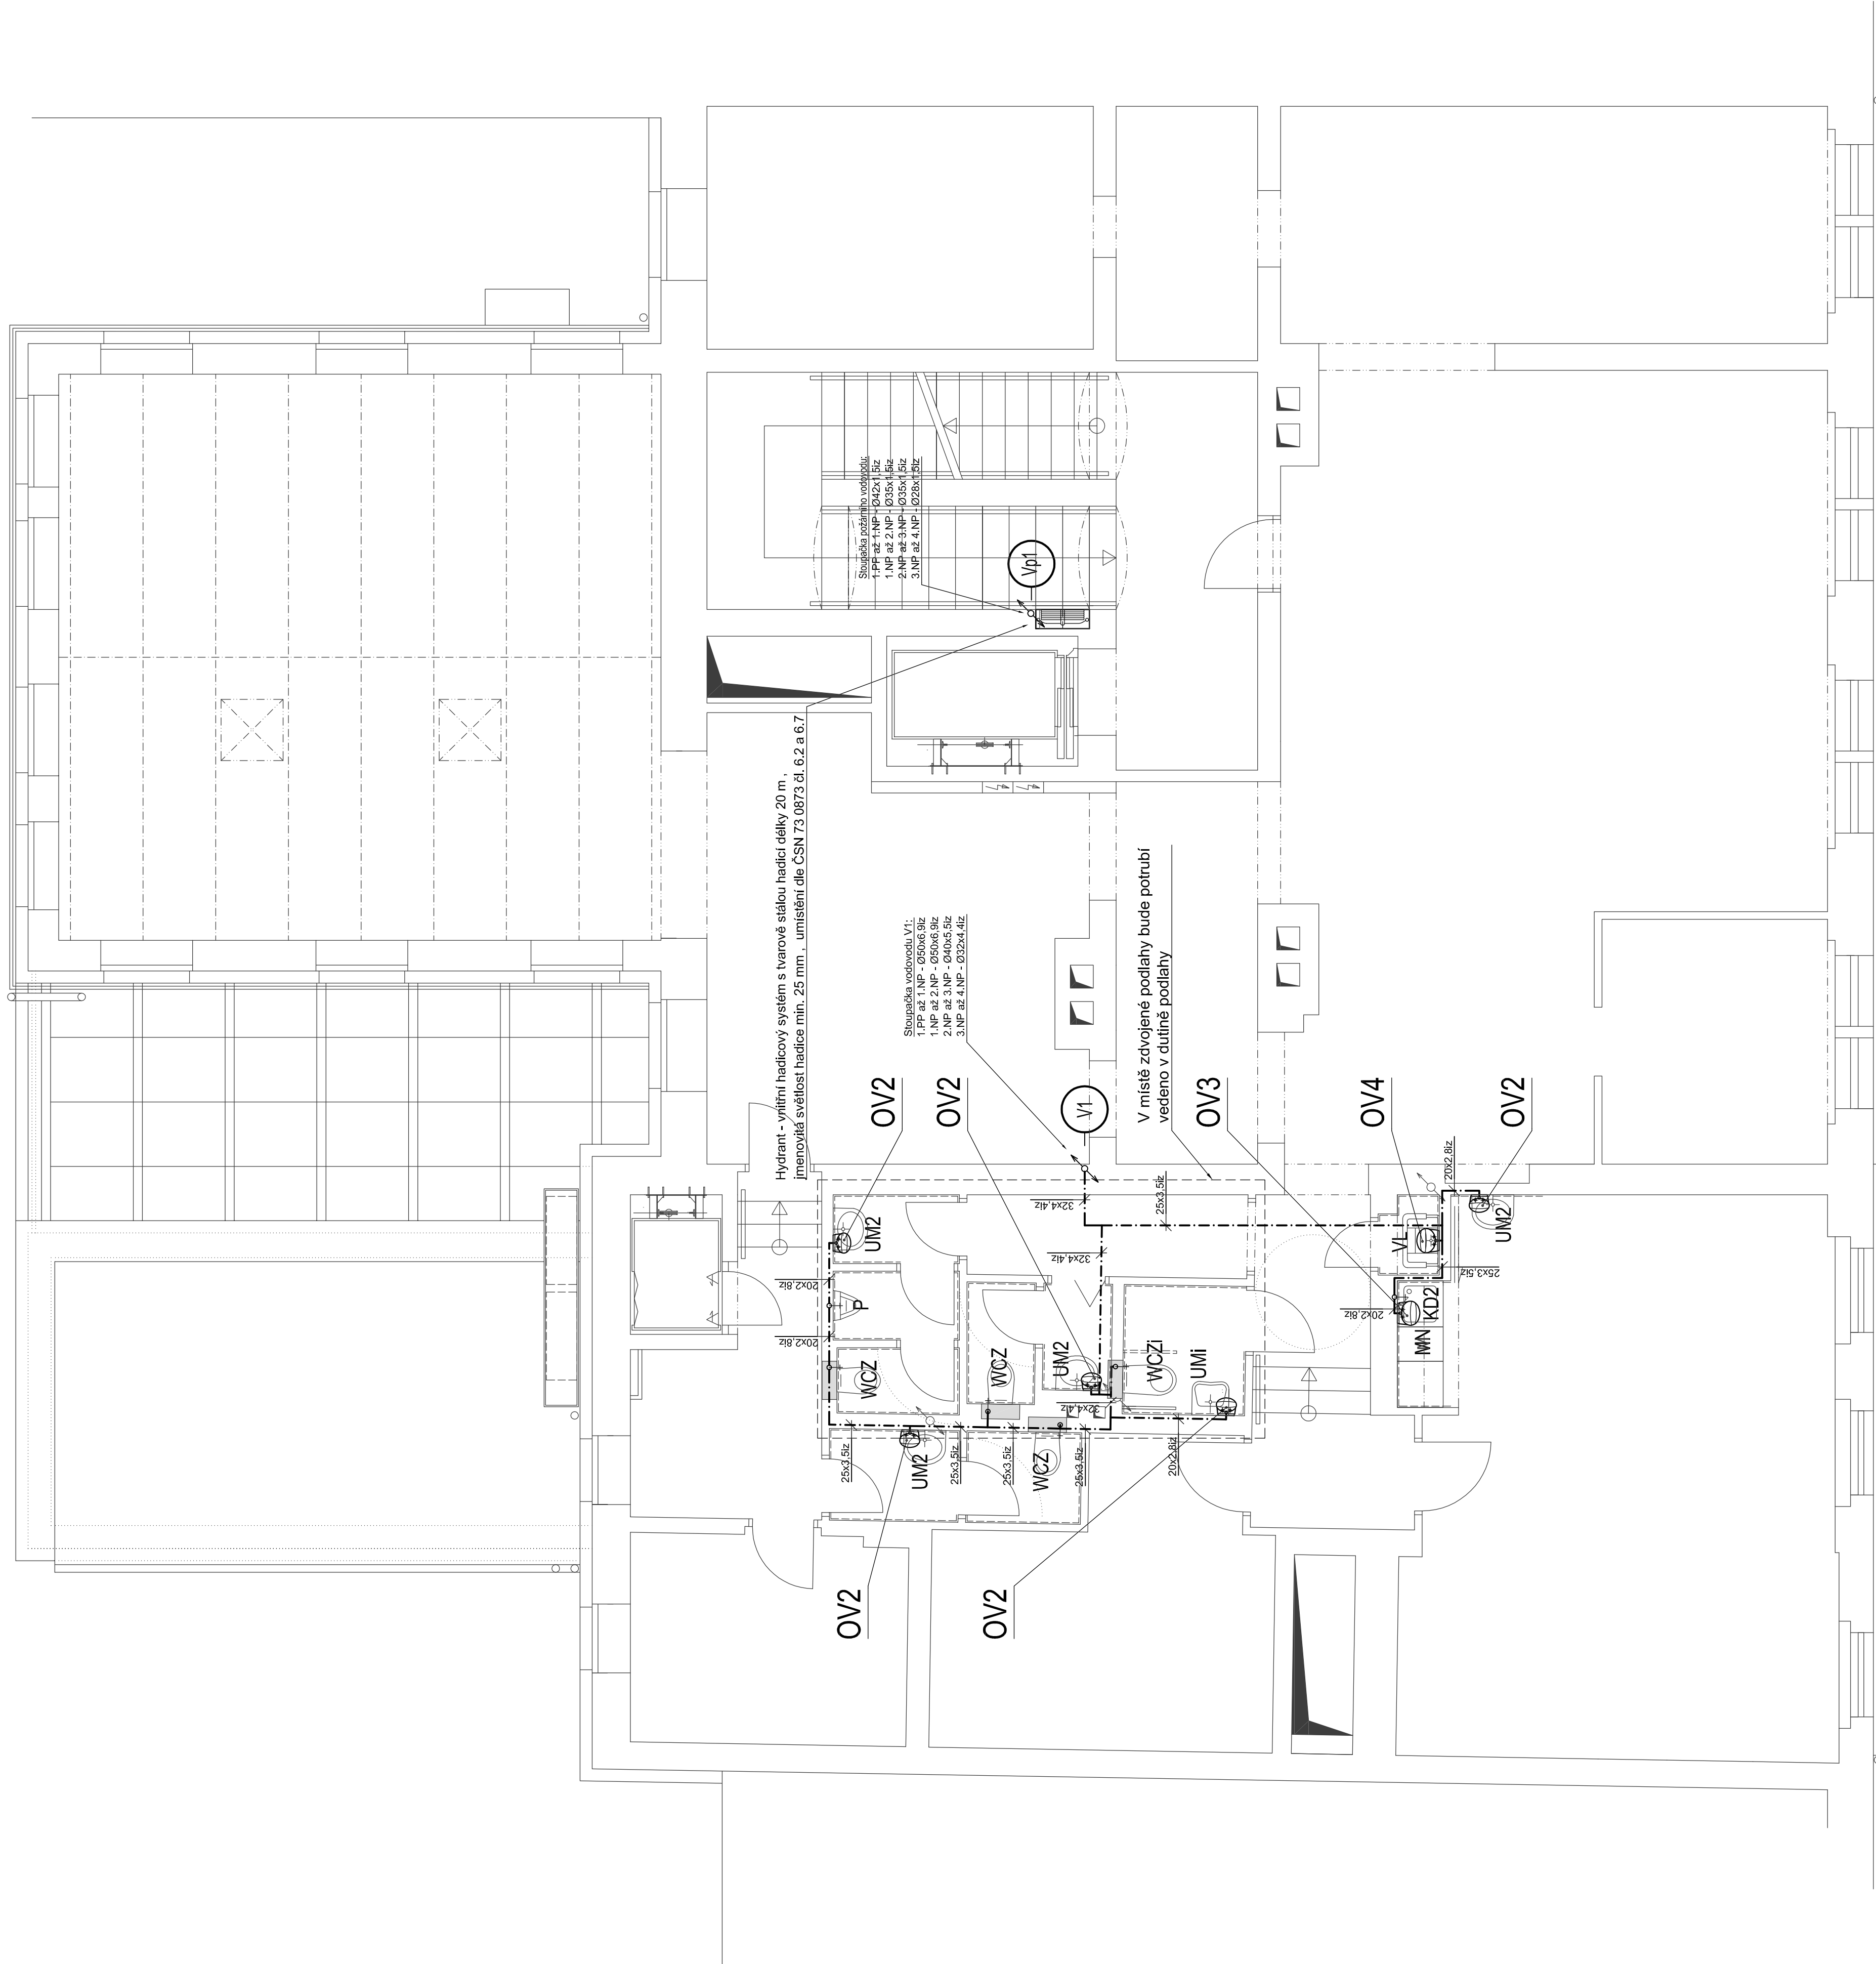 Stoupačka požárního vodovodu:
1.PP až 1.NP - Ø42x1,5iz
1.NP až 2.NP - Ø35x1,5iz
2.NP až 3.NP - Ø35x1,5iz
3.NP až 4.NP - Ø28x1,5iz
Vp1
Hydrant - vnitřní hadicový systém s tvarově stálou hadicí délky 20 m ,
jmenovitá světlost hadice min. 25 mm , umístění dle ČSN 73 0873 čl. 6.2 a 6.7
Stoupačka vodovodu V1:
1.PP až 1.NP - Ø50x6,9iz
1.NP až 2.NP - Ø50x6,9iz
2.NP až 3.NP - Ø40x5,5iz
3.NP až 4.NP - Ø32x4,4iz
V1
V místě zdvojené podlahy bude potrubí
vedeno v dutině podlahy
OV2
OV2
OV3
OV4
OV2
UM2
P
WCZ
WCZ
UM2
WCZi
UMi
VL
KD2
MN
UM2
UM2
WCZ
20x2,8iz
20x2,8iz
32x4,4iz
32x4,4iz
32x4,4iz
25x3,5iz
20x2,8iz
25x3,5iz
20x2,8iz
25x3,5iz
25x3,5iz
25x3,5iz
25x3,5iz
20x2,8iz
OV2
OV2